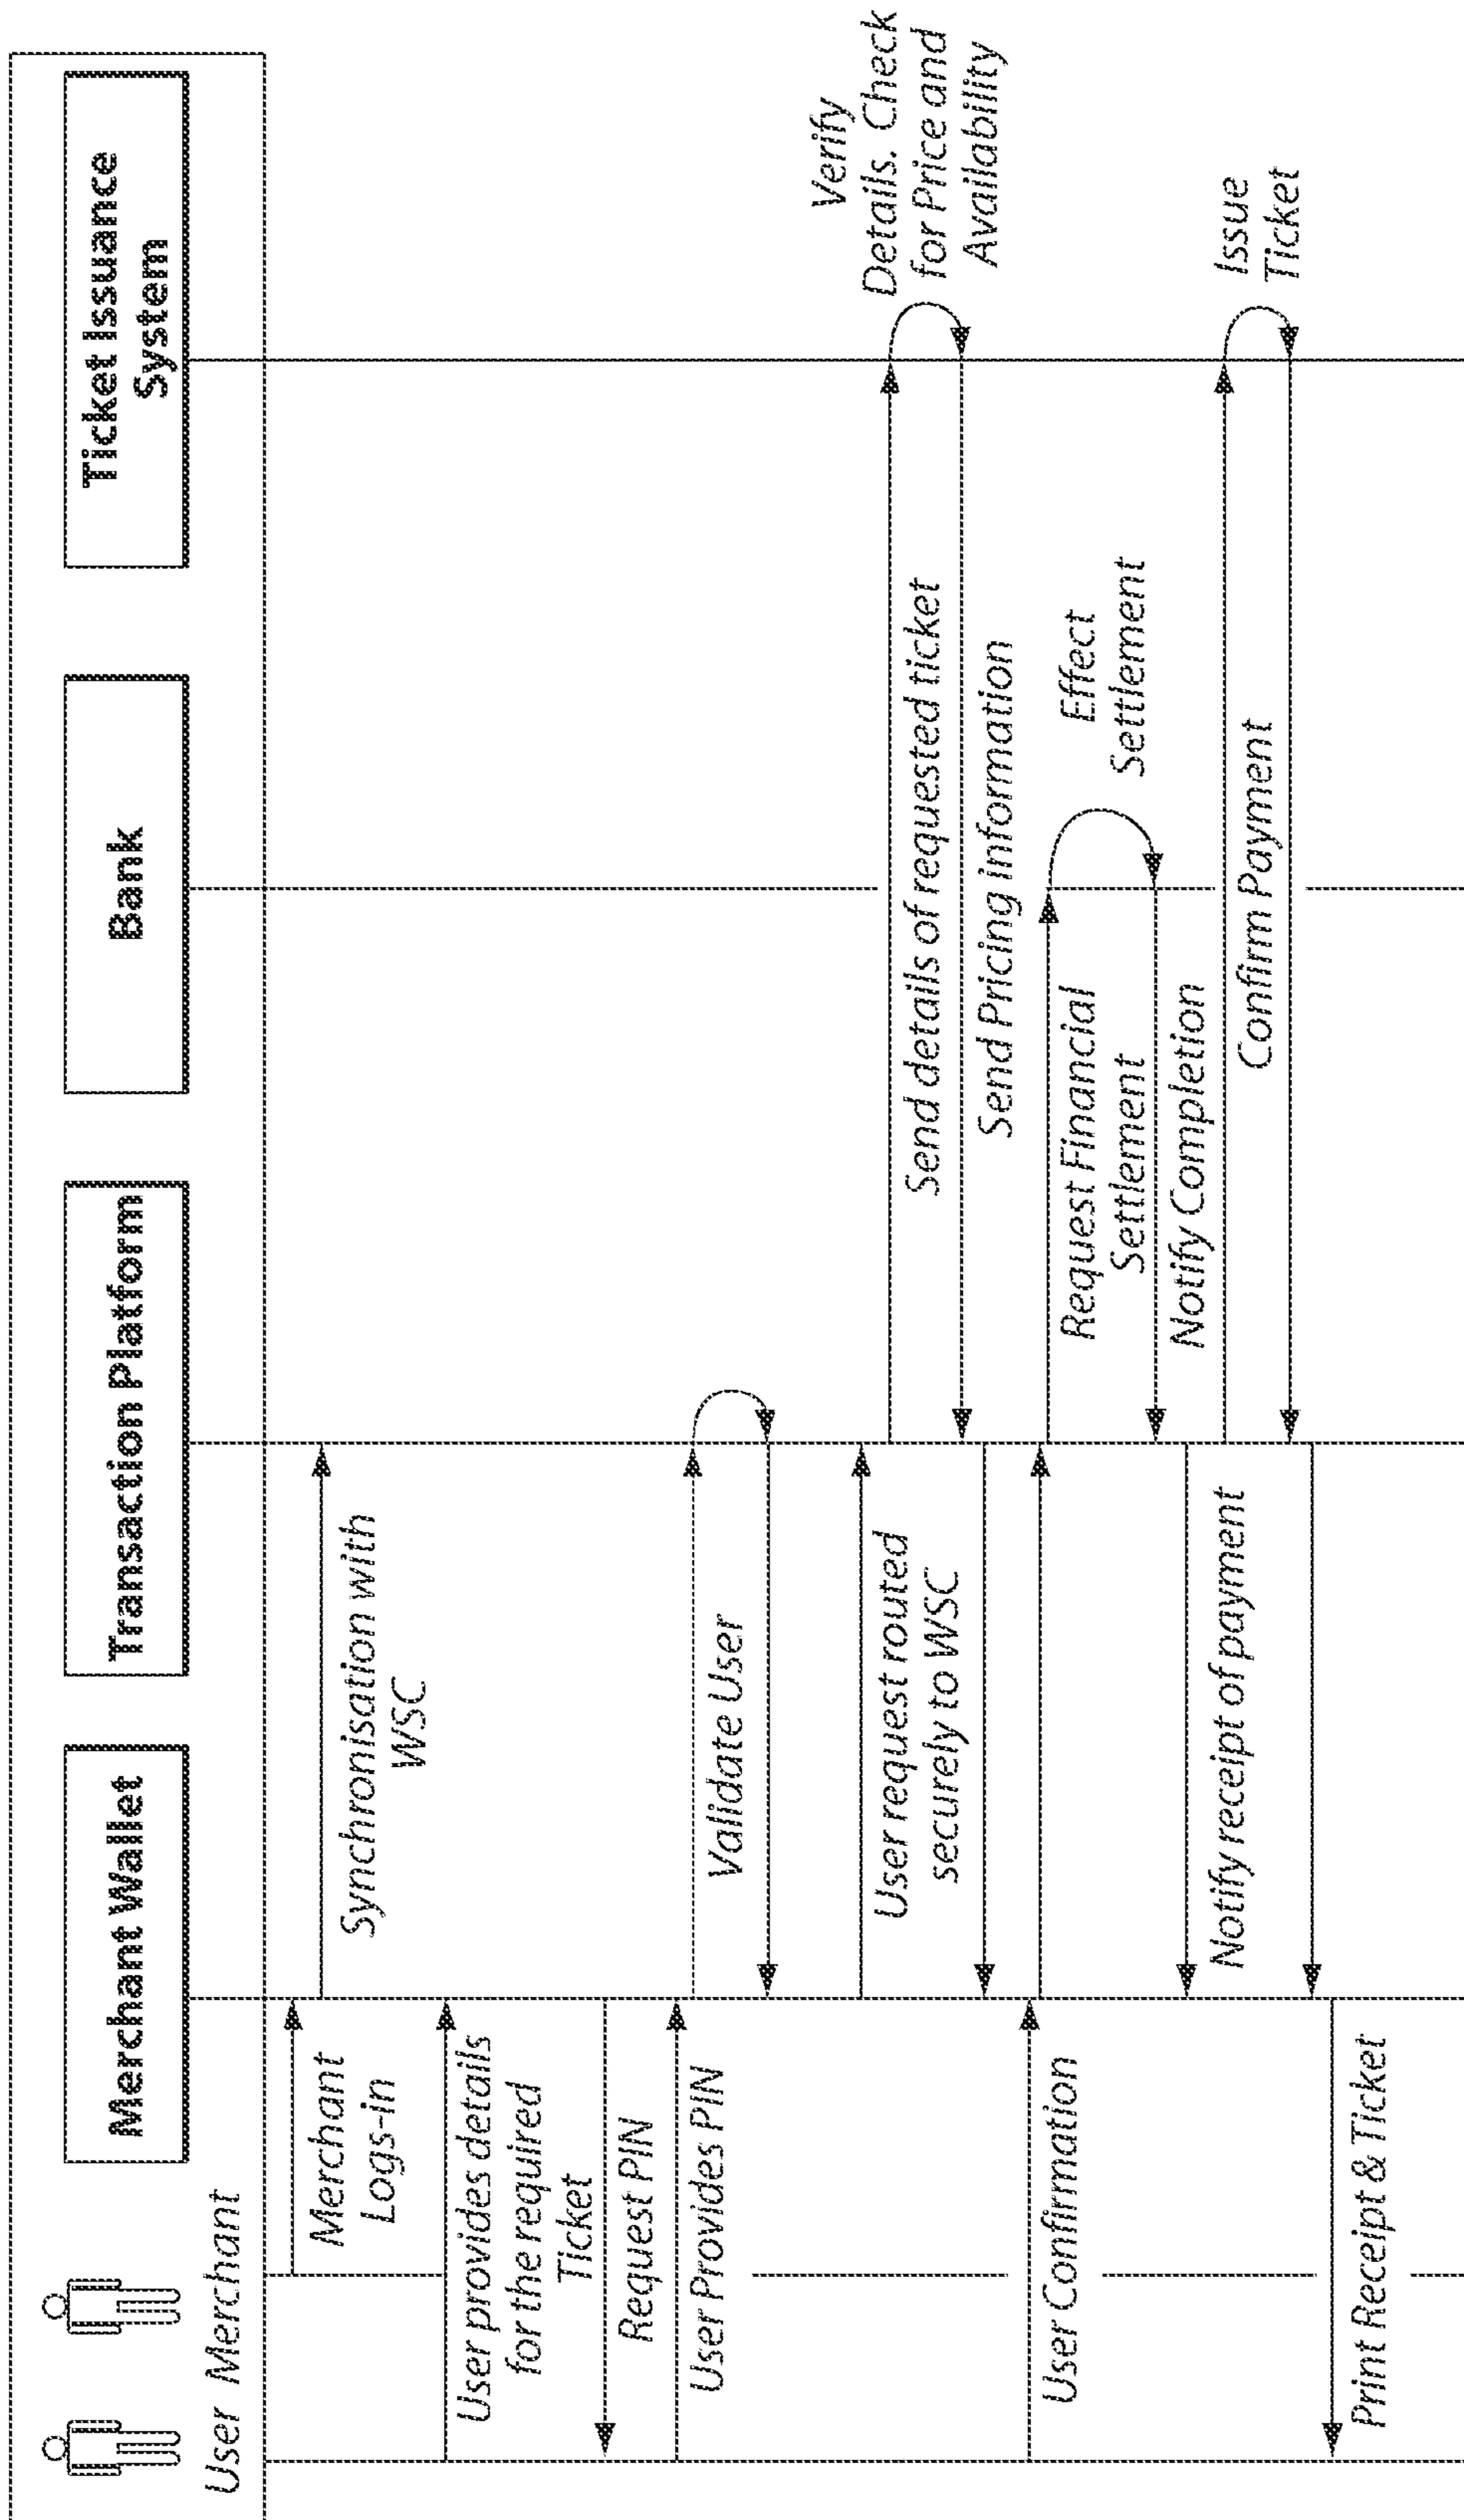 User Merchant
Merchant Wallet
Transaction Platform
Bank
Ticket Issuance
System
Merchant
Logs-in
Synchronisation with
WSC
User provides details
for the required
Ticket
Request PIN
User Provides PIN
Validate User
User request routed
securely to WSC
Send details of requested ticket
Verify
Details. Check
for Price and
Availability
Send Pricing Information
User Confirmation
Request Financial
Settlement
Effect
Settlement
Notify Completion
Notify receipt of payment
Confirm Payment
Issue
Ticket
Print Receipt & Ticket